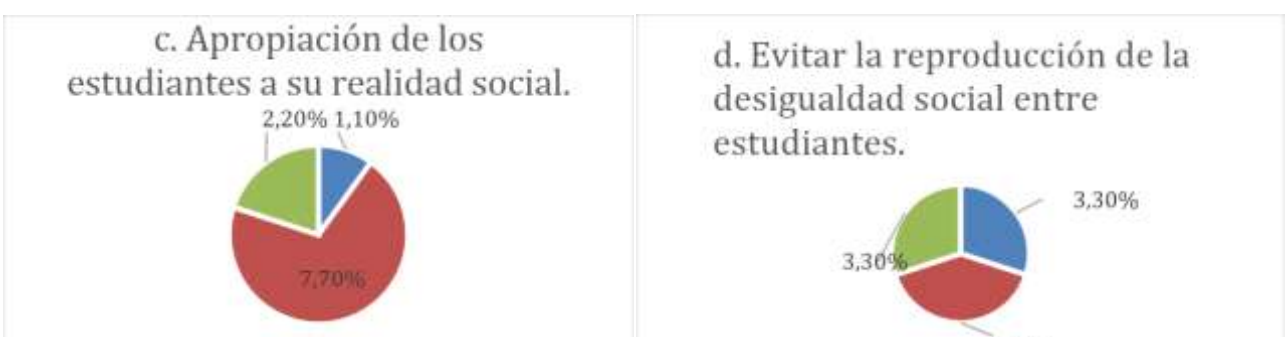 c. Apropiación de los
estudiantes a su realidad social.
2,20% 1,10%
7,70%
d. Evitar la reproducción de la
desigualdad social entre
estudiantes.
3,30%
3,30%